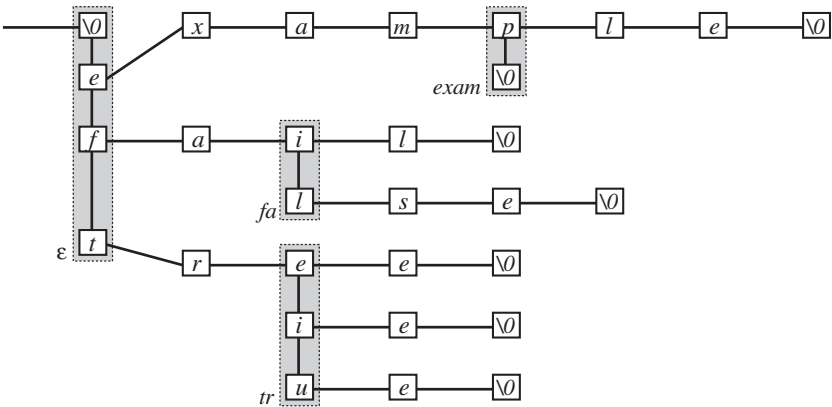 \0 x a m p l e \0
e \0
exam
f a i l \0
l s e \0
fa
t
ε
r e e \0
i e \0
u e \0
tr